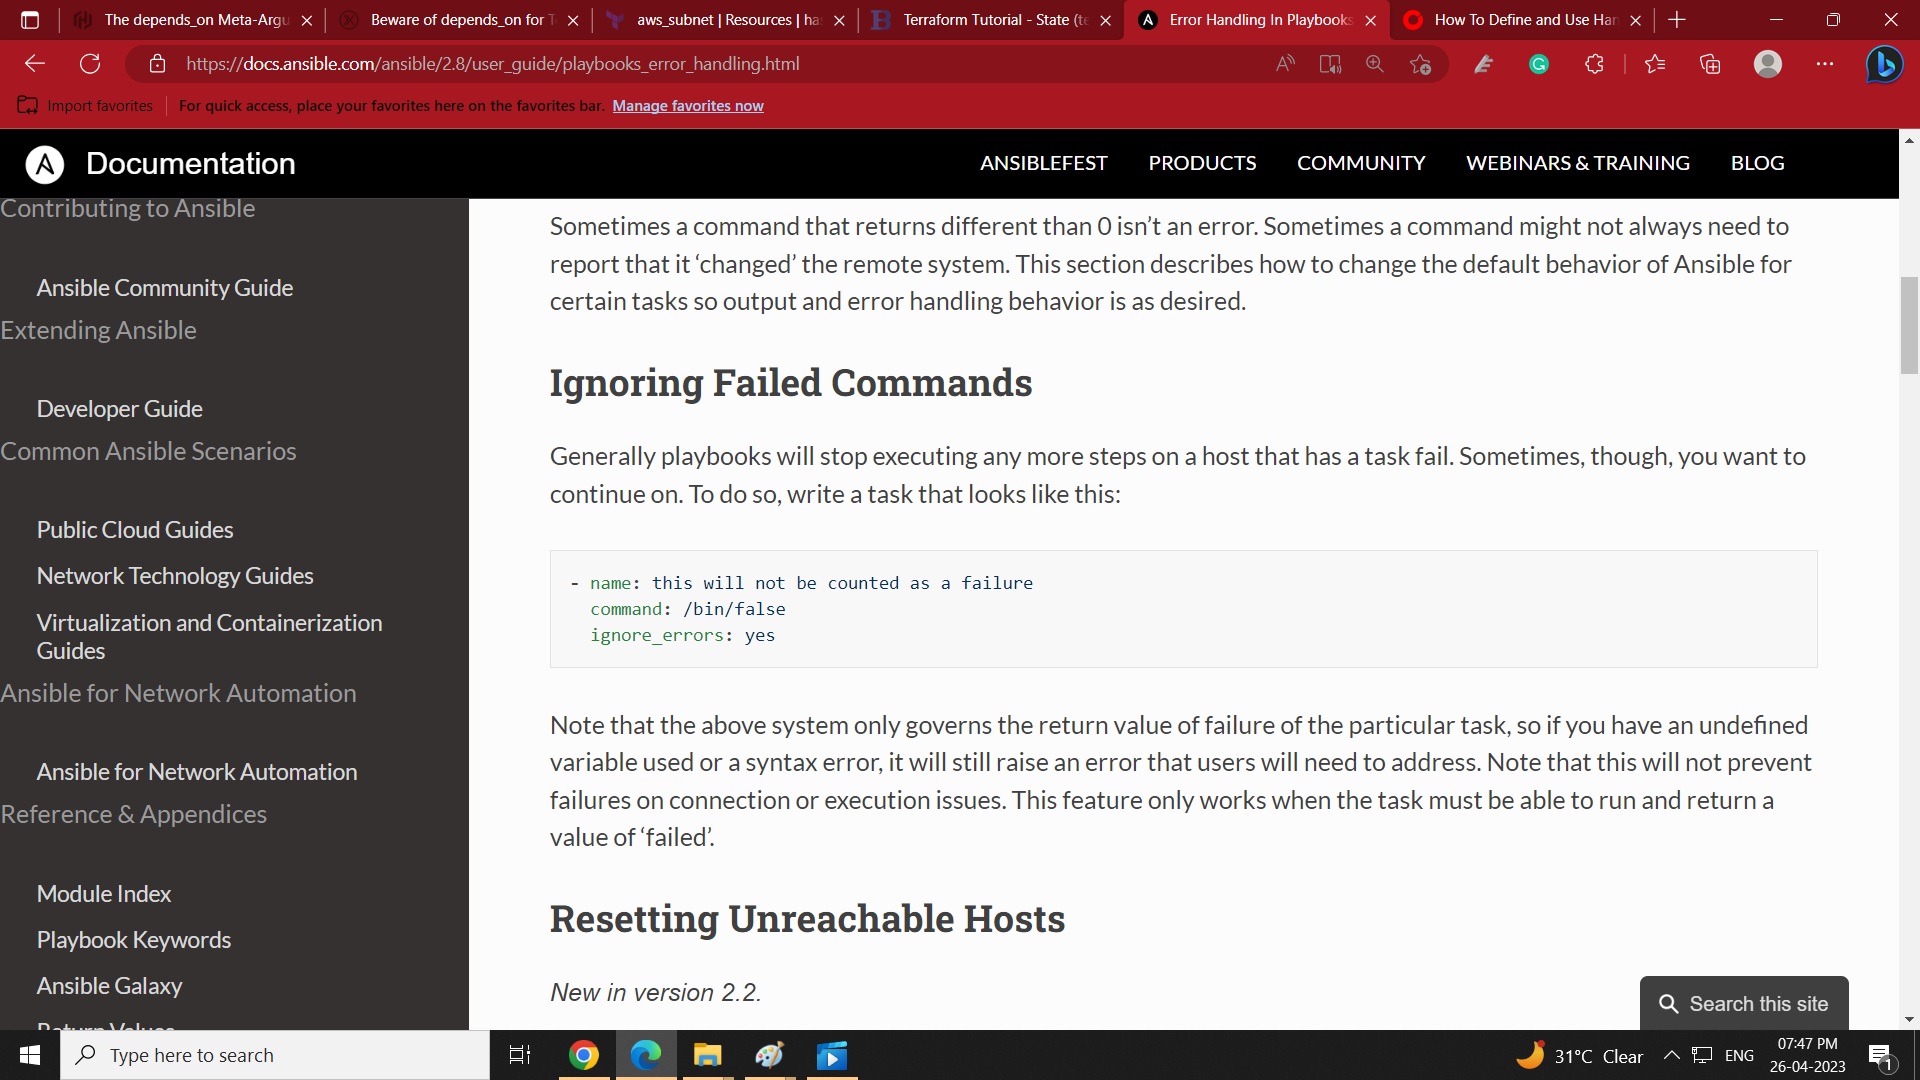 The depends_on Meta-Argu
Beware of depends_on for T
aws_subnet | Resources | ha
Terraform Tutorial - State (te
Error Handling In Playbooks
How To Define and Use Han
https://docs.ansible.com/ansible/2.8/user_guide/playbooks_error_handling.html
Import favorites
For quick access, place your favorites here on the favorites bar. Manage favorites now
Documentation
ANSIBLEFEST PRODUCTS COMMUNITY WEBINARS & TRAINING BLOG
Contributing to Ansible
Ansible Community Guide
Extending Ansible
Developer Guide
Common Ansible Scenarios
Public Cloud Guides
Network Technology Guides
Virtualization and Containerization
Guides
Ansible for Network Automation
Ansible for Network Automation
Reference & Appendices
Module Index
Playbook Keywords
Ansible Galaxy
Return Values
Sometimes a command that returns different than 0 isn’t an error. Sometimes a command might not always need to
report that it ‘changed’ the remote system. This section describes how to change the default behavior of Ansible for
certain tasks so output and error handling behavior is as desired.
Ignoring Failed Commands
Generally playbooks will stop executing any more steps on a host that has a task fail. Sometimes, though, you want to
continue on. To do so, write a task that looks like this:
- name: this will not be counted as a failure
command: /bin/false
ignore_errors: yes
Note that the above system only governs the return value of failure of the particular task, so if you have an undefined
variable used or a syntax error, it will still raise an error that users will need to address. Note that this will not prevent
failures on connection or execution issues. This feature only works when the task must be able to run and return a
value of ‘failed’.
Resetting Unreachable Hosts
New in version 2.2.
Search this site
Type here to search
31°C Clear
ENG
07:47 PM
26-04-2023
1